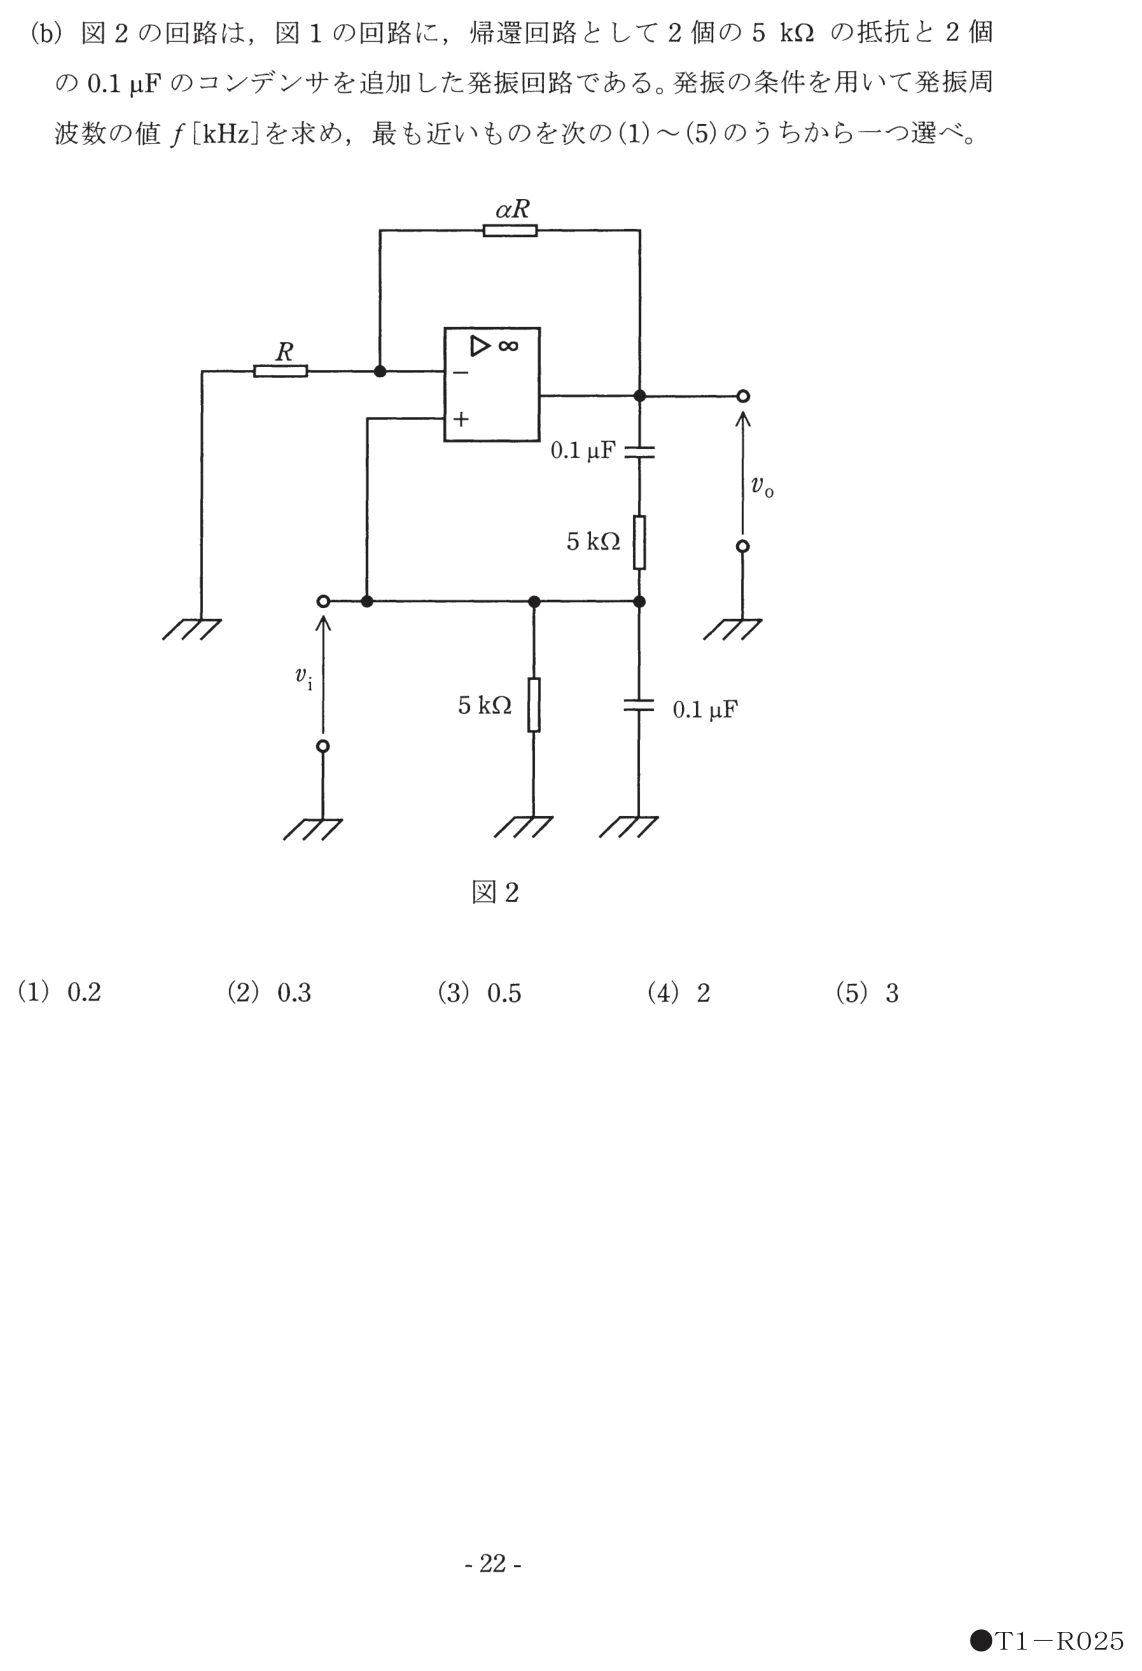 (b) 図 2 の回路は，図 1 の回路に，帰還回路として 2 個の 5 kΩ の抵抗と 2 個
の 0.1 μF のコンデンサを追加した発振回路である。発振の条件を用いて発振周
波数の値 f [kHz]を求め，最も近いものを次の(1)～(5)のうちから一つ選べ。
αR
R
▷ ∞
−
+
0.1 μF
vo
5 kΩ
vi
5 kΩ
0.1 μF
図 2
(1) 0.2 (2) 0.3 (3) 0.5 (4) 2 (5) 3
- 22 -
●T1－R025